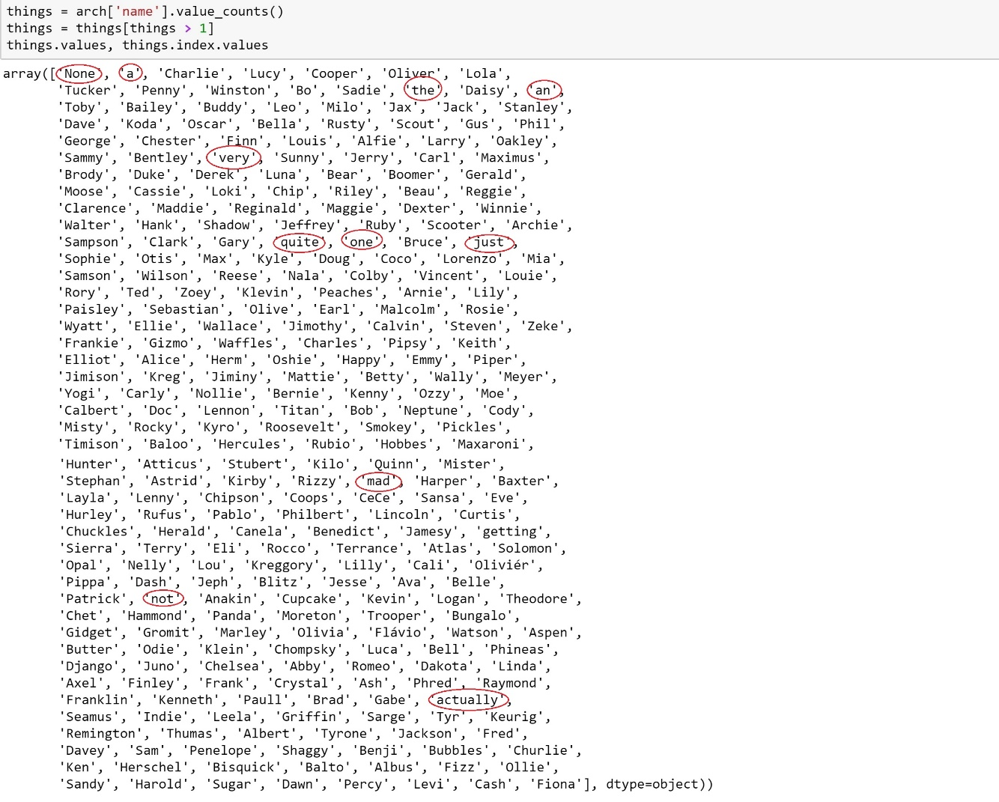 things = arch['name'].value_counts()
things = things[things > 1]
things.values, things.index.values
array(['None', 'a', 'Charlie', 'Lucy', 'Cooper', 'Oliver', 'Lola',
'Tucker', 'Penny', 'Winston', 'Bo', 'Sadie', 'the', 'Daisy', 'an',
'Toby', 'Bailey', 'Buddy', 'Leo', 'Milo', 'Jax', 'Jack', 'Stanley',
'Dave', 'Koda', 'Oscar', 'Bella', 'Rusty', 'Scout', 'Gus', 'Phil',
'George', 'Chester', 'Finn', 'Louis', 'Alfie', 'Larry', 'Oakley',
'Sammy', 'Bentley', 'very', 'Sunny', 'Jerry', 'Carl', 'Maximus',
'Brody', 'Duke', 'Derek', 'Luna', 'Bear', 'Boomer', 'Gerald',
'Moose', 'Cassie', 'Loki', 'Chip', 'Riley', 'Beau', 'Reggie',
'Clarence', 'Maddie', 'Reginald', 'Maggie', 'Dexter', 'Winnie',
'Walter', 'Hank', 'Shadow', 'Jeffrey', 'Ruby', 'Scooter', 'Archie',
'Sampson', 'Clark', 'Gary', 'quite', 'one', 'Bruce', 'just',
'Sophie', 'Otis', 'Max', 'Kyle', 'Doug', 'Coco', 'Lorenzo', 'Mia',
'Samson', 'Wilson', 'Reese', 'Nala', 'Colby', 'Vincent', 'Louie',
'Rory', 'Ted', 'Zoey', 'Klevin', 'Peaches', 'Arnie', 'Lily',
'Paisley', 'Sebastian', 'Olive', 'Earl', 'Malcolm', 'Rosie',
'Wyatt', 'Ellie', 'Wallace', 'Jimothy', 'Calvin', 'Steven', 'Zeke',
'Frankie', 'Gizmo', 'Waffles', 'Charles', 'Pipsy', 'Keith',
'Elliot', 'Alice', 'Herm', 'Oshie', 'Happy', 'Emmy', 'Piper',
'Jimison', 'Kreg', 'Jiminy', 'Mattie', 'Betty', 'Wally', 'Meyer',
'Yogi', 'Carly', 'Nollie', 'Bernie', 'Kenny', 'Ozzy', 'Moe',
'Calbert', 'Doc', 'Lennon', 'Titan', 'Bob', 'Neptune', 'Cody',
'Misty', 'Rocky', 'Kyro', 'Roosevelt', 'Smokey', 'Pickles',
'Timison', 'Baloo', 'Hercules', 'Rubio', 'Hobbes', 'Maxaroni',
'Hunter', 'Atticus', 'Stubert', 'Kilo', 'Quinn', 'Mister',
'Stephan', 'Astrid', 'Kirby', 'Rizzy', 'mad', 'Harper', 'Baxter',
'Layla', 'Lenny', 'Chipson', 'Coops', 'CeCe', 'Sansa', 'Eve',
'Hurley', 'Rufus', 'Pablo', 'Philbert', 'Lincoln', 'Curtis',
'Chuckles', 'Herald', 'Canela', 'Benedict', 'Jamesy', 'getting',
'Sierra', 'Terry', 'Eli', 'Rocco', 'Terrance', 'Atlas', 'Solomon',
'Opal', 'Nelly', 'Lou', 'Kreggory', 'Lilly', 'Cali', 'Oliviér',
'Pippa', 'Dash', 'Jeph', 'Blitz', 'Jesse', 'Ava', 'Belle',
'Patrick', 'not', 'Anakin', 'Cupcake', 'Kevin', 'Logan', 'Theodore',
'Chet', 'Hammond', 'Panda', 'Moreton', 'Trooper', 'Bungalo',
'Gidget', 'Gromit', 'Marley', 'Olivia', 'Flávio', 'Watson', 'Aspen',
'Butter', 'Odie', 'Klein', 'Chompsky', 'Luca', 'Bell', 'Phineas',
'Django', 'Juno', 'Chelsea', 'Abby', 'Romeo', 'Dakota', 'Linda',
'Axel', 'Finley', 'Frank', 'Crystal', 'Ash', 'Phred', 'Raymond',
'Franklin', 'Kenneth', 'Paull', 'Brad', 'Gabe', 'actually',
'Seamus', 'Indie', 'Leela', 'Griffin', 'Sarge', 'Tyr', 'Keurig',
'Remington', 'Thumas', 'Albert', 'Tyrone', 'Jackson', 'Fred',
'Davey', 'Sam', 'Penelope', 'Shaggy', 'Benji', 'Bubbles', 'Churlie',
'Ken', 'Herschel', 'Bisquick', 'Balto', 'Albus', 'Fizz', 'Ollie',
'Sandy', 'Harold', 'Sugar', 'Dawn', 'Percy', 'Levi', 'Cash', 'Fiona'], dtype=object))